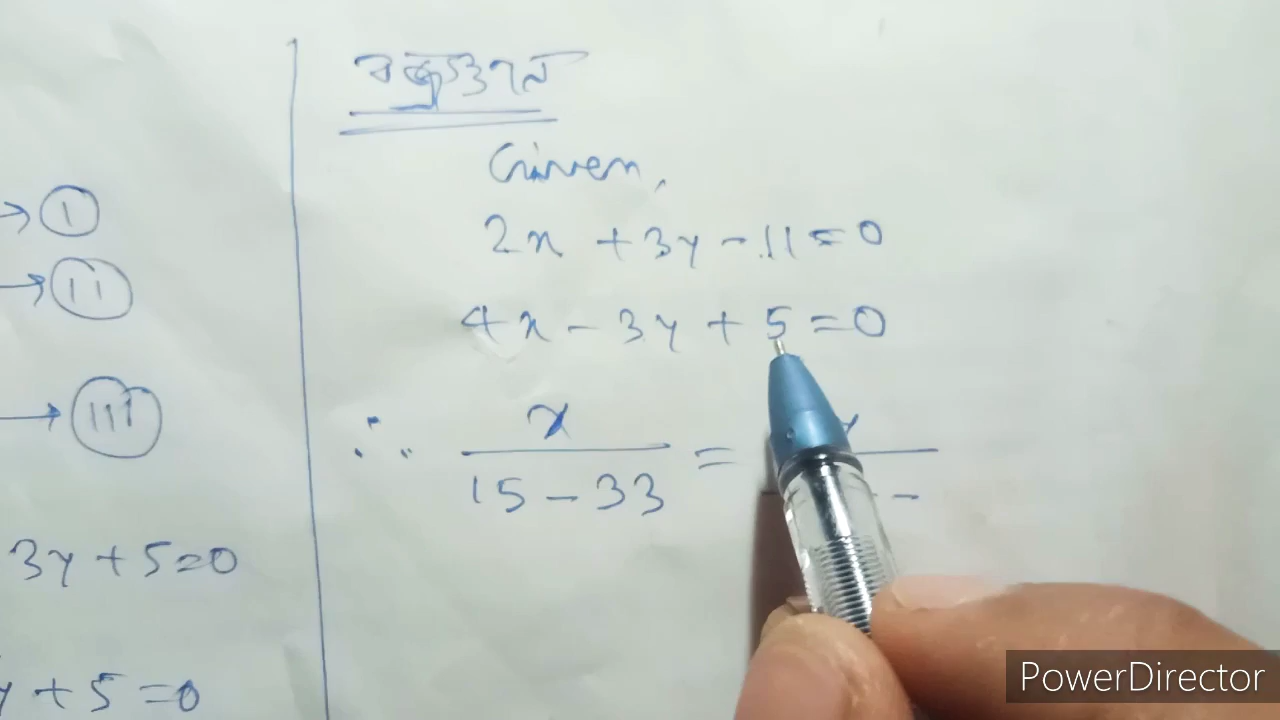 → I
→ II
→ III
3y + 5 = 0
y + 5 = 0
Given,
2x + 3y - 11 = 0
4x - 3y + 5 = 0
∴ x / 15 - 33 = y / -
PowerDirector